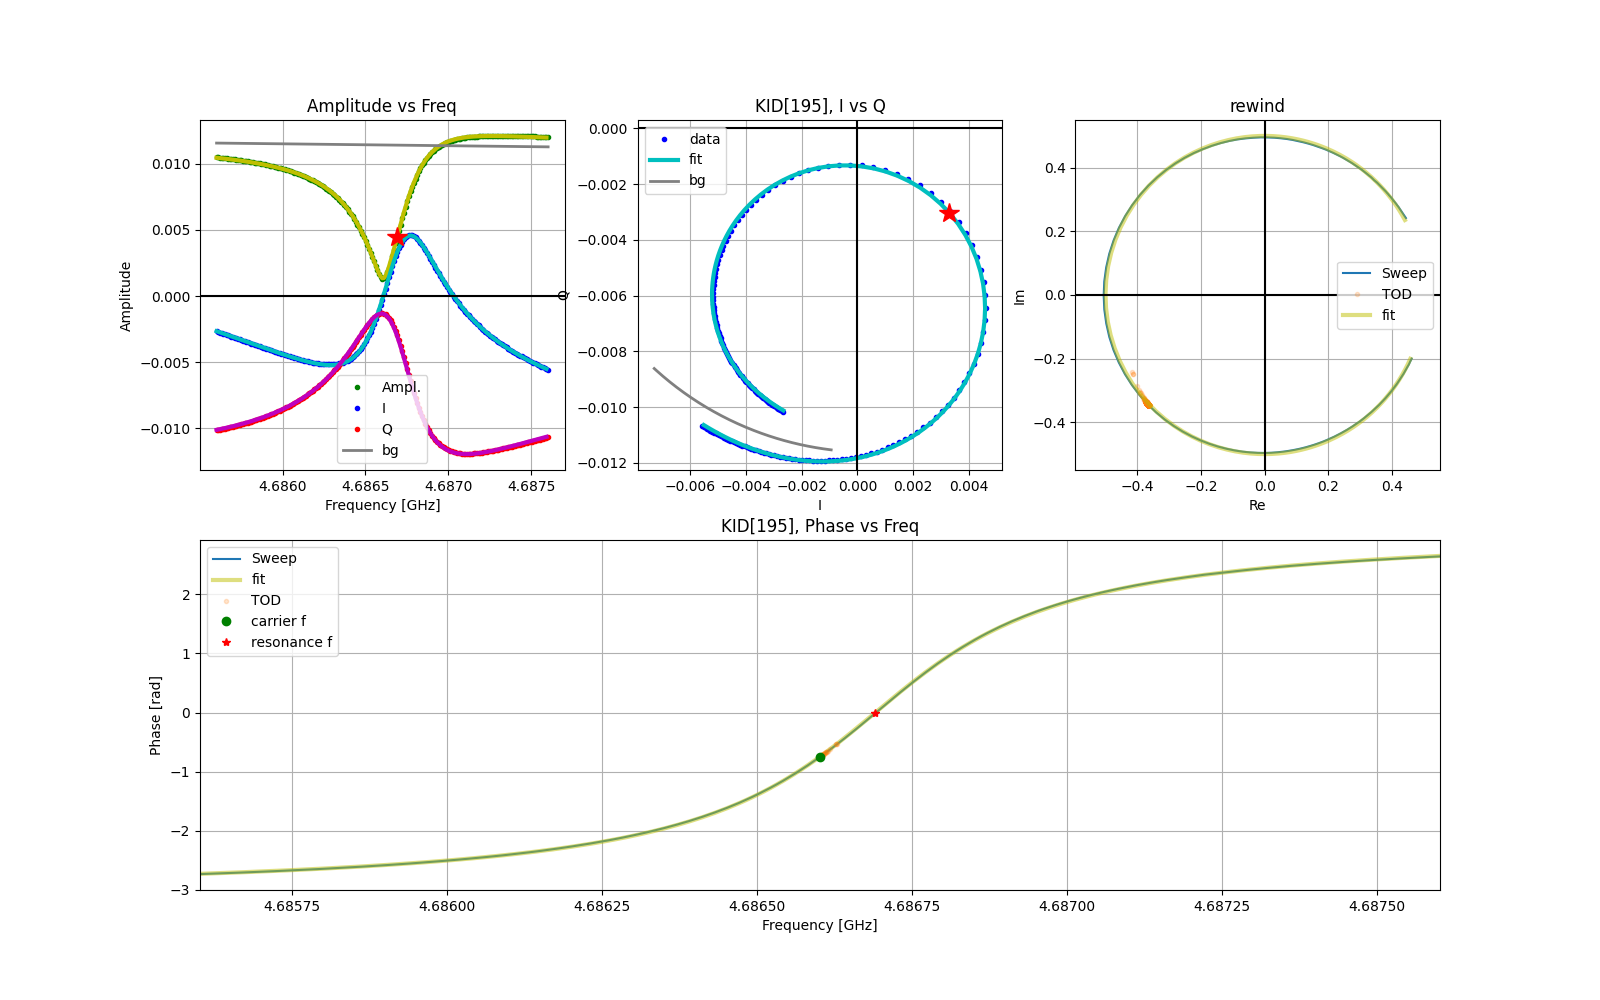 Amplitude vs Freq
Amplitude
0.010
0.005
0.000
−0.005
−0.010
Ampl.
I
Q
bg
4.6860
4.6865
4.6870
4.6875
Frequency [GHz]
KID[195], I vs Q
Q
0.000
−0.002
−0.004
−0.006
−0.008
−0.010
−0.012
data
fit
bg
−0.006
−0.004
−0.002
0.000
0.002
0.004
I
rewind
Im
0.4
0.2
0.0
−0.2
−0.4
Sweep
TOD
fit
−0.4
−0.2
0.0
0.2
0.4
Re
KID[195], Phase vs Freq
Phase [rad]
2
1
0
−1
−2
−3
Sweep
fit
TOD
carrier f
resonance f
4.68575
4.68600
4.68625
4.68650
4.68675
4.68700
4.68725
4.68750
Frequency [GHz]